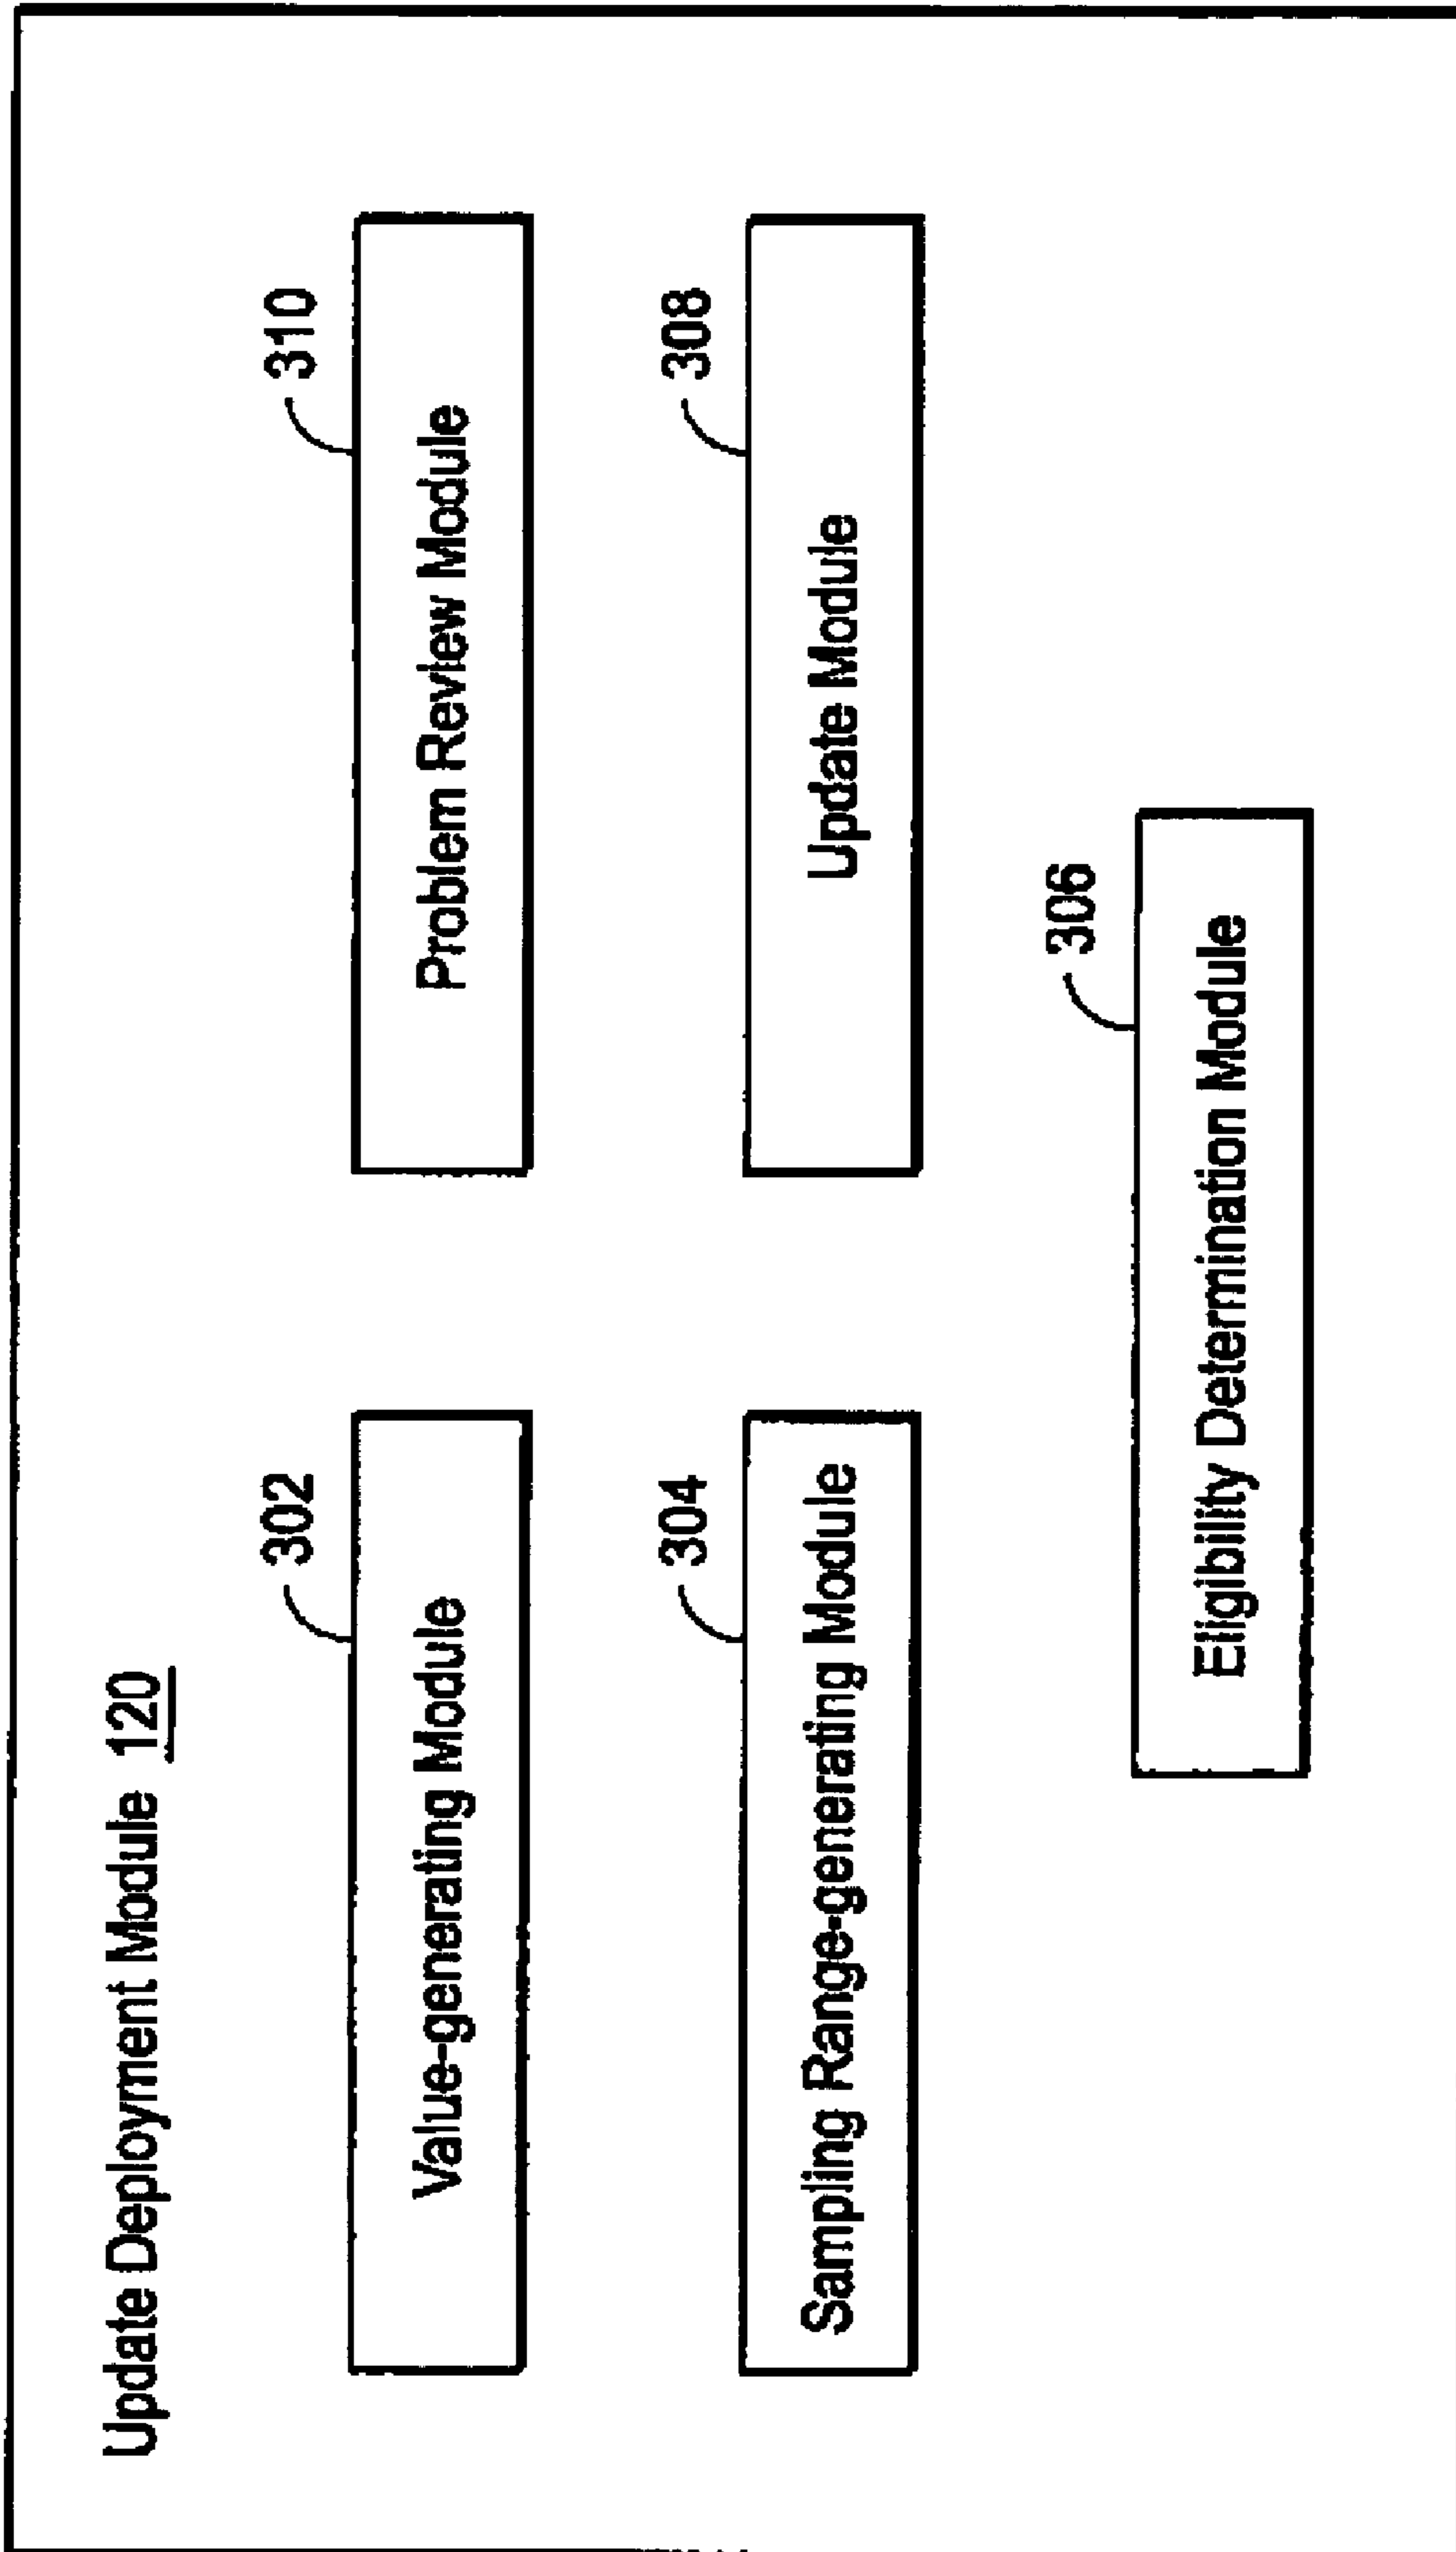 Update Deployment Module 120
302
Value-generating Module
310
Problem Review Module
304
Sampling Range-generating Module
308
Update Module
306
Eligibility Determination Module